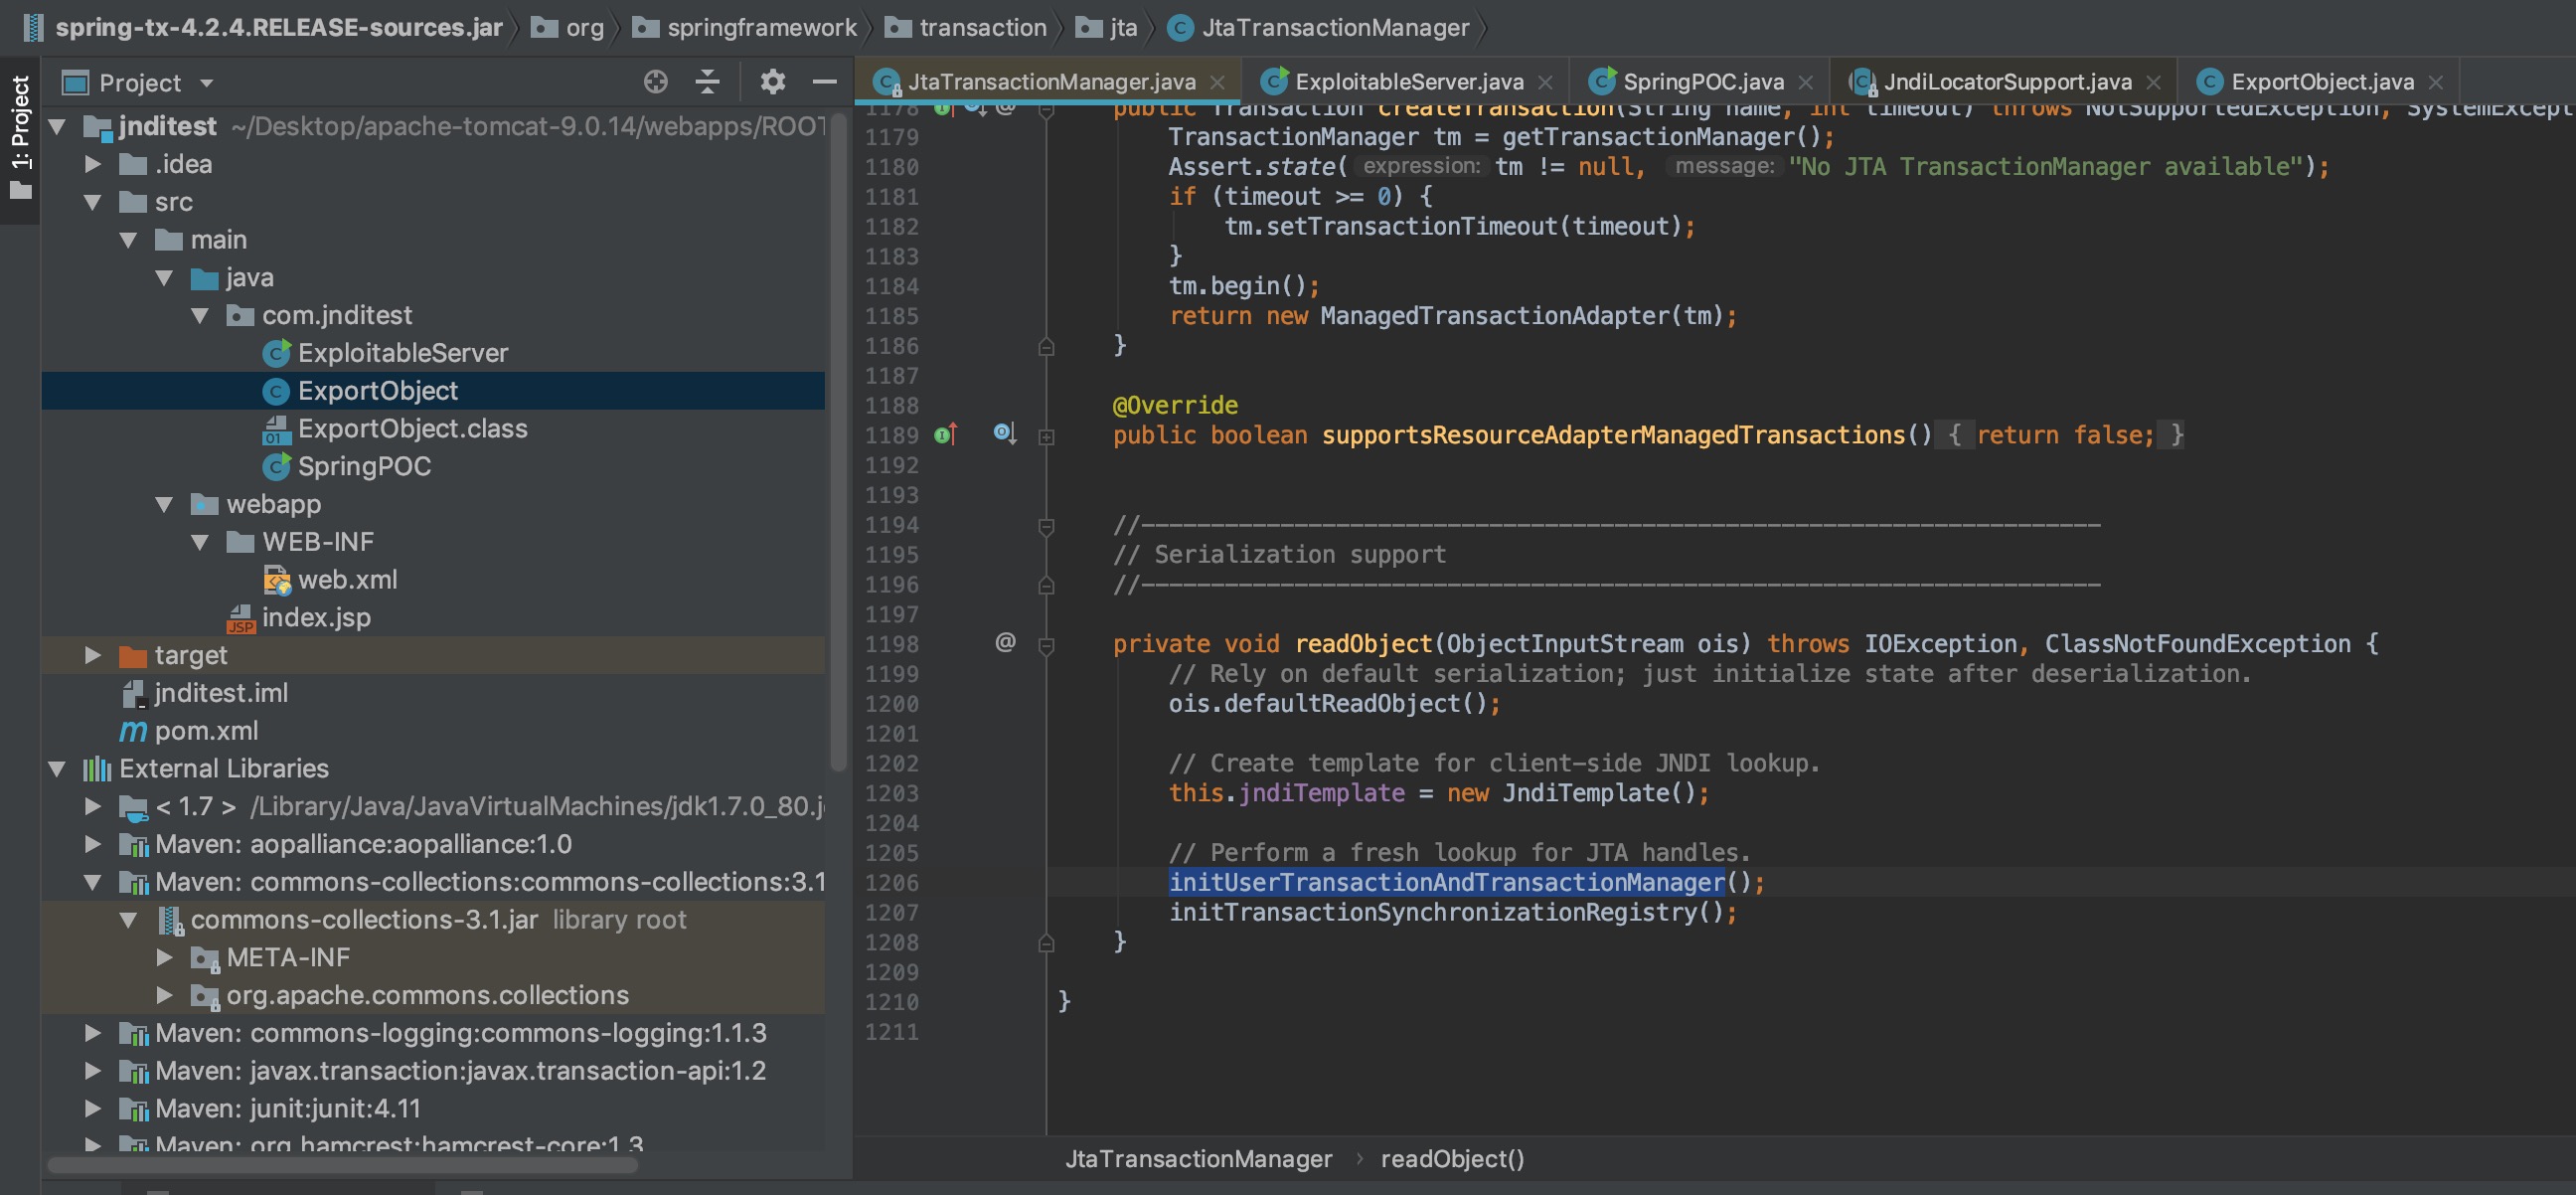 spring-tx-4.2.4.RELEASE-sources.jar org springframework transaction jta JtaTransactionManager
1: Project
Project
JtaTransactionManager.java ExploitableServer.java SpringPOC.java JndiLocatorSupport.java ExportObject.java
jnditest ~/Desktop/apache-tomcat-9.0.14/webapps/ROOT
.idea
src
main
java
com.jnditest
ExploitableServer
ExportObject
ExportObject.class
SpringPOC
webapp
WEB-INF
web.xml
index.jsp
target
jnditest.iml
pom.xml
External Libraries
< 1.7 > /Library/Java/JavaVirtualMachines/jdk1.7.0_80.j
Maven: aopalliance:aopalliance:1.0
Maven: commons-collections:commons-collections:3.1
commons-collections-3.1.jar library root
META-INF
org.apache.commons.collections
Maven: commons-logging:commons-logging:1.1.3
Maven: javax.transaction:javax.transaction-api:1.2
Maven: junit:junit:4.11
Maven: org.hamcrest:hamcrest-core:1.3
1178 public Transaction createTransaction(String name, int timeout) throws NotSupportedException, SystemExcept
1179 TransactionManager tm = getTransactionManager();
1180 Assert.state( expression: tm != null, message: "No JTA TransactionManager available");
1181 if (timeout >= 0) {
1182 tm.setTransactionTimeout(timeout);
1183 }
1184 tm.begin();
1185 return new ManagedTransactionAdapter(tm);
1186 }
1187
1188 @Override
1189 public boolean supportsResourceAdapterManagedTransactions() { return false; }
1192
1193
1194 //---------------------------------------------------------------------
1195 // Serialization support
1196 //---------------------------------------------------------------------
1197
1198 @ private void readObject(ObjectInputStream ois) throws IOException, ClassNotFoundException {
1199 // Rely on default serialization; just initialize state after deserialization.
1200 ois.defaultReadObject();
1201
1202 // Create template for client-side JNDI lookup.
1203 this.jndiTemplate = new JndiTemplate();
1204
1205 // Perform a fresh lookup for JTA handles.
1206 initUserTransactionAndTransactionManager();
1207 initTransactionSynchronizationRegistry();
1208 }
1209
1210 }
1211
JtaTransactionManager › readObject()